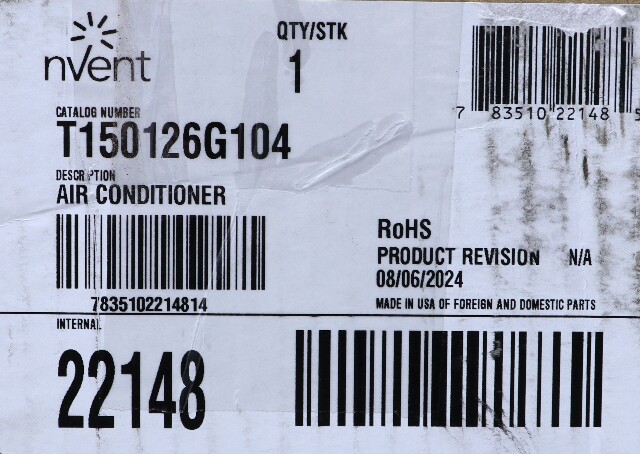 nvent
QTY/STK
1
7 83510 22148 5
CATALOG NUMBER
T150126G104
DESCRIPTION
AIR CONDITIONER
7835102214814
RoHS
PRODUCT REVISION N/A
08/06/2024
MADE IN USA OF FOREIGN AND DOMESTIC PARTS
INTERNAL
22148